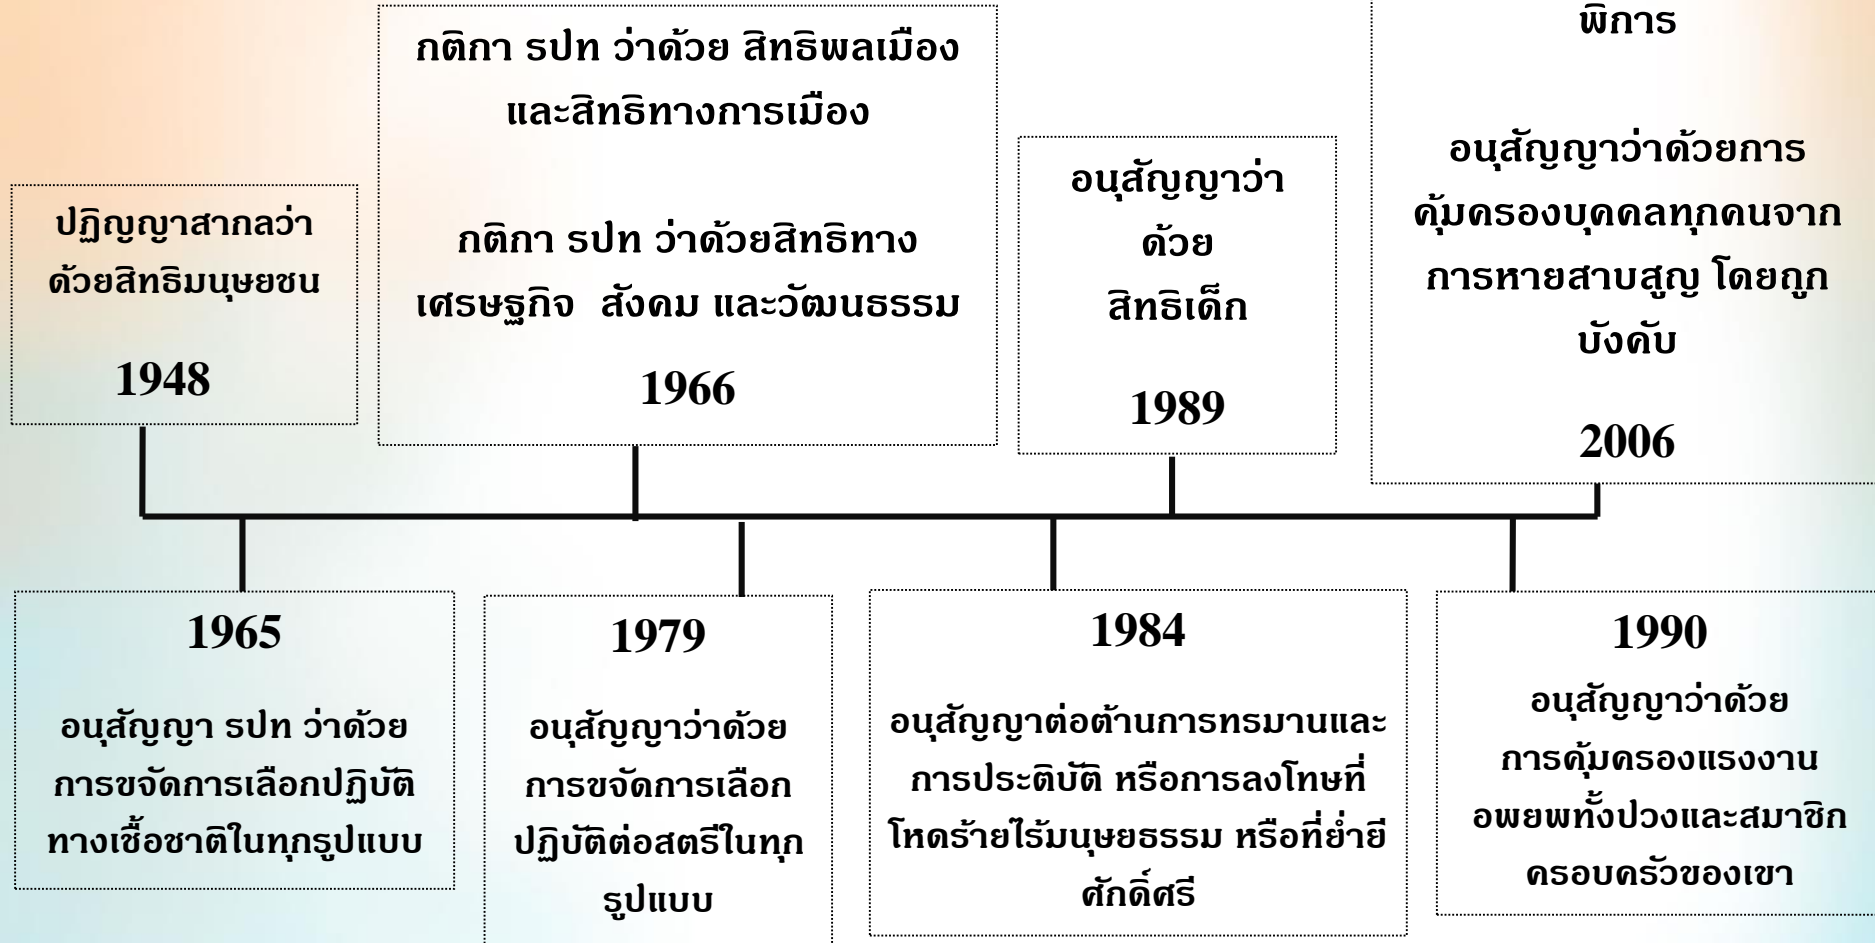 กติกา รปท ว่าด้วย สิทธิพลเมือง
และสิทธิทางการเมือง
กติกา รปท ว่าด้วยสิทธิทาง
เศรษฐกิจ  สังคม และวัฒนธรรม
1966
พิการ
อนุสัญญาว่าด้วยการ
คุ้มครองบุคคลทุกคนจาก
การหายสาบสูญ โดยถูก
บังคับ
2006
อนุสัญญาว่า
ด้วย
สิทธิเด็ก
1989
ปฏิญญาสากลว่า
ด้วยสิทธิมนุษยชน
1948
1965
อนุสัญญา รปท ว่าด้วย
การขจัดการเลือกปฏิบัติ
ทางเชื้อชาติในทุกรูปแบบ
1979
อนุสัญญาว่าด้วย
การขจัดการเลือก
ปฏิบัติต่อสตรีในทุก
รูปแบบ
1984
อนุสัญญาต่อต้านการทรมานและ
การประติบัติ หรือการลงโทษที่
โหดร้ายไร้มนุษยธรรม หรือที่ย่ำยี
ศักดิ์ศรี
1990
อนุสัญญาว่าด้วย
การคุ้มครองแรงงาน
อพยพทั้งปวงและสมาชิก
ครอบครัวของเขา